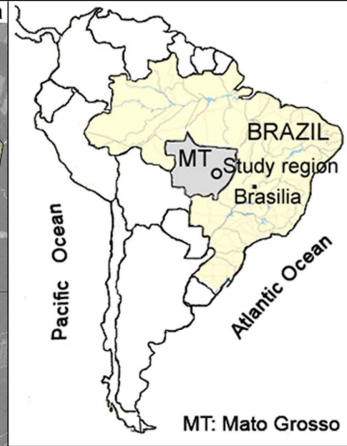 BRAZIL
MT
Study region
Brasilia
Pacific Ocean
Atlantic Ocean
MT: Mato Grosso